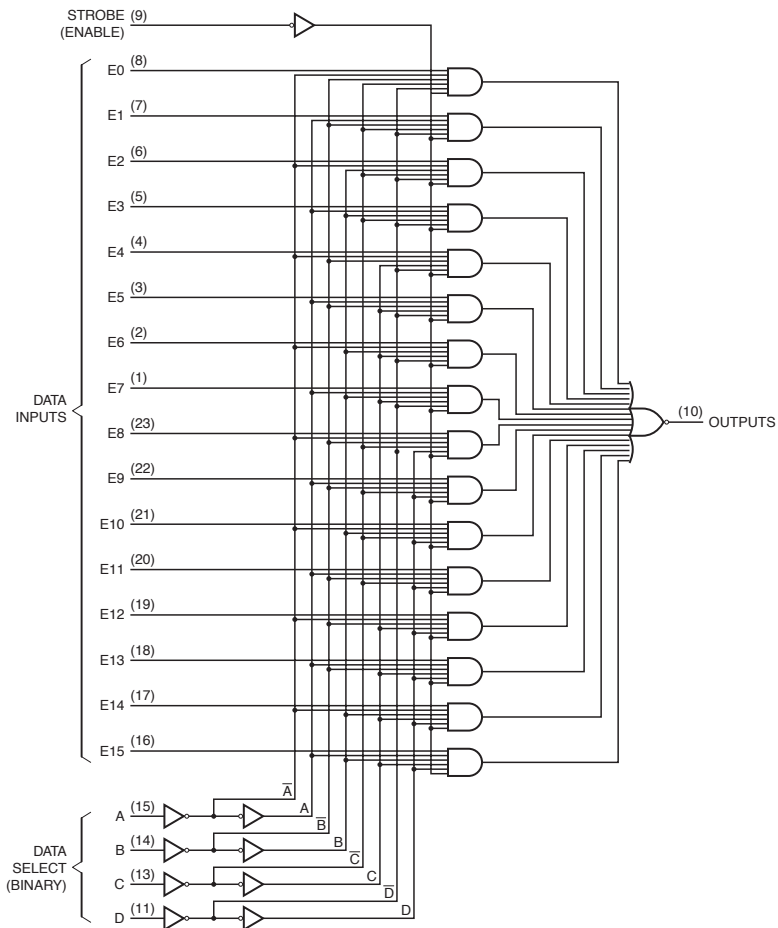 STROBE (9)
(ENABLE)
E0 (8)
E1 (7)
E2 (6)
E3 (5)
E4 (4)
E5 (3)
E6 (2)
E7 (1)
DATA
INPUTS
(10) OUTPUTS
E8 (23)
E9 (22)
E10 (21)
E11 (20)
E12 (19)
E13 (18)
E14 (17)
E15 (16)
A̅
A (15)
A
B̅
B (14)
B
C̅
DATA
SELECT
(BINARY)
C (13)
C
D̅
D (11)
D